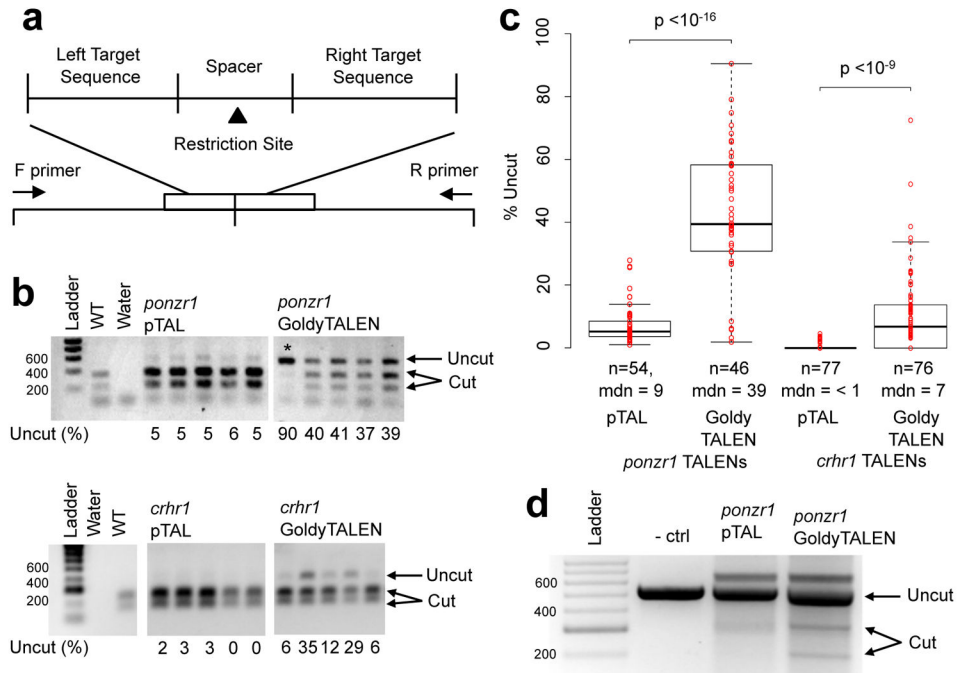 a
Left Target Sequence
Spacer
Right Target Sequence
Restriction Site
F primer
R primer
b
Ladder
WT
Water
ponzr1 pTAL
ponzr1 GoldyTALEN
*
600
400
200
Uncut
Cut
Uncut (%)
5 5 5 6 5
90 40 41 37 39
Ladder
Water
WT
crhr1 pTAL
crhr1 GoldyTALEN
600
400
200
Uncut
Cut
Uncut (%)
2 3 3 0 0
6 35 12 29 6
c
% Uncut
100
80
60
40
20
0
p <10-16
p <10-9
n=54, mdn = 9
pTAL
n=46 mdn = 39
Goldy TALEN
ponzr1 TALENs
n=77 mdn = < 1
pTAL
n=76 mdn = 7
Goldy TALEN
crhr1 TALENs
d
Ladder
- ctrl
ponzr1 pTAL
ponzr1 GoldyTALEN
600
400
200
Uncut
Cut